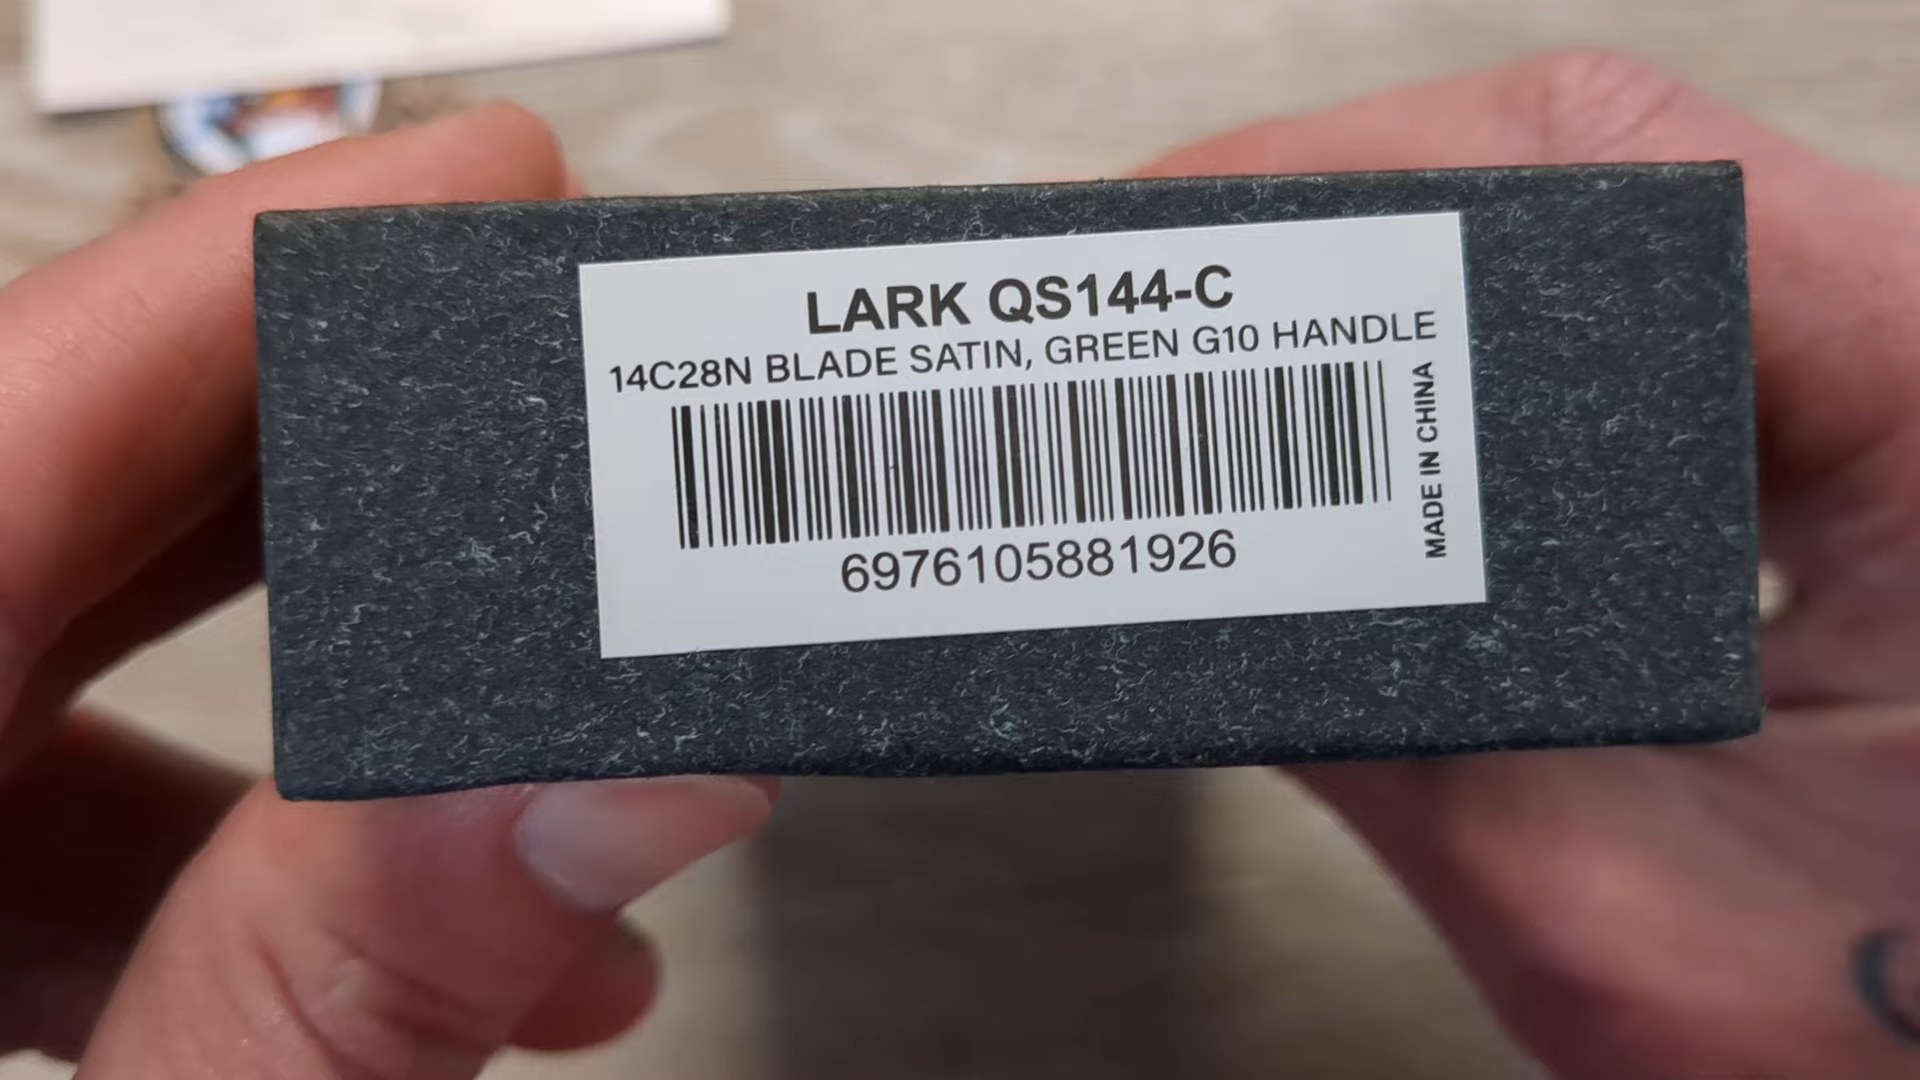 LARK QS144-C
14C28N BLADE SATIN, GREEN G10 HANDLE
6976105881926
MADE IN CHINA